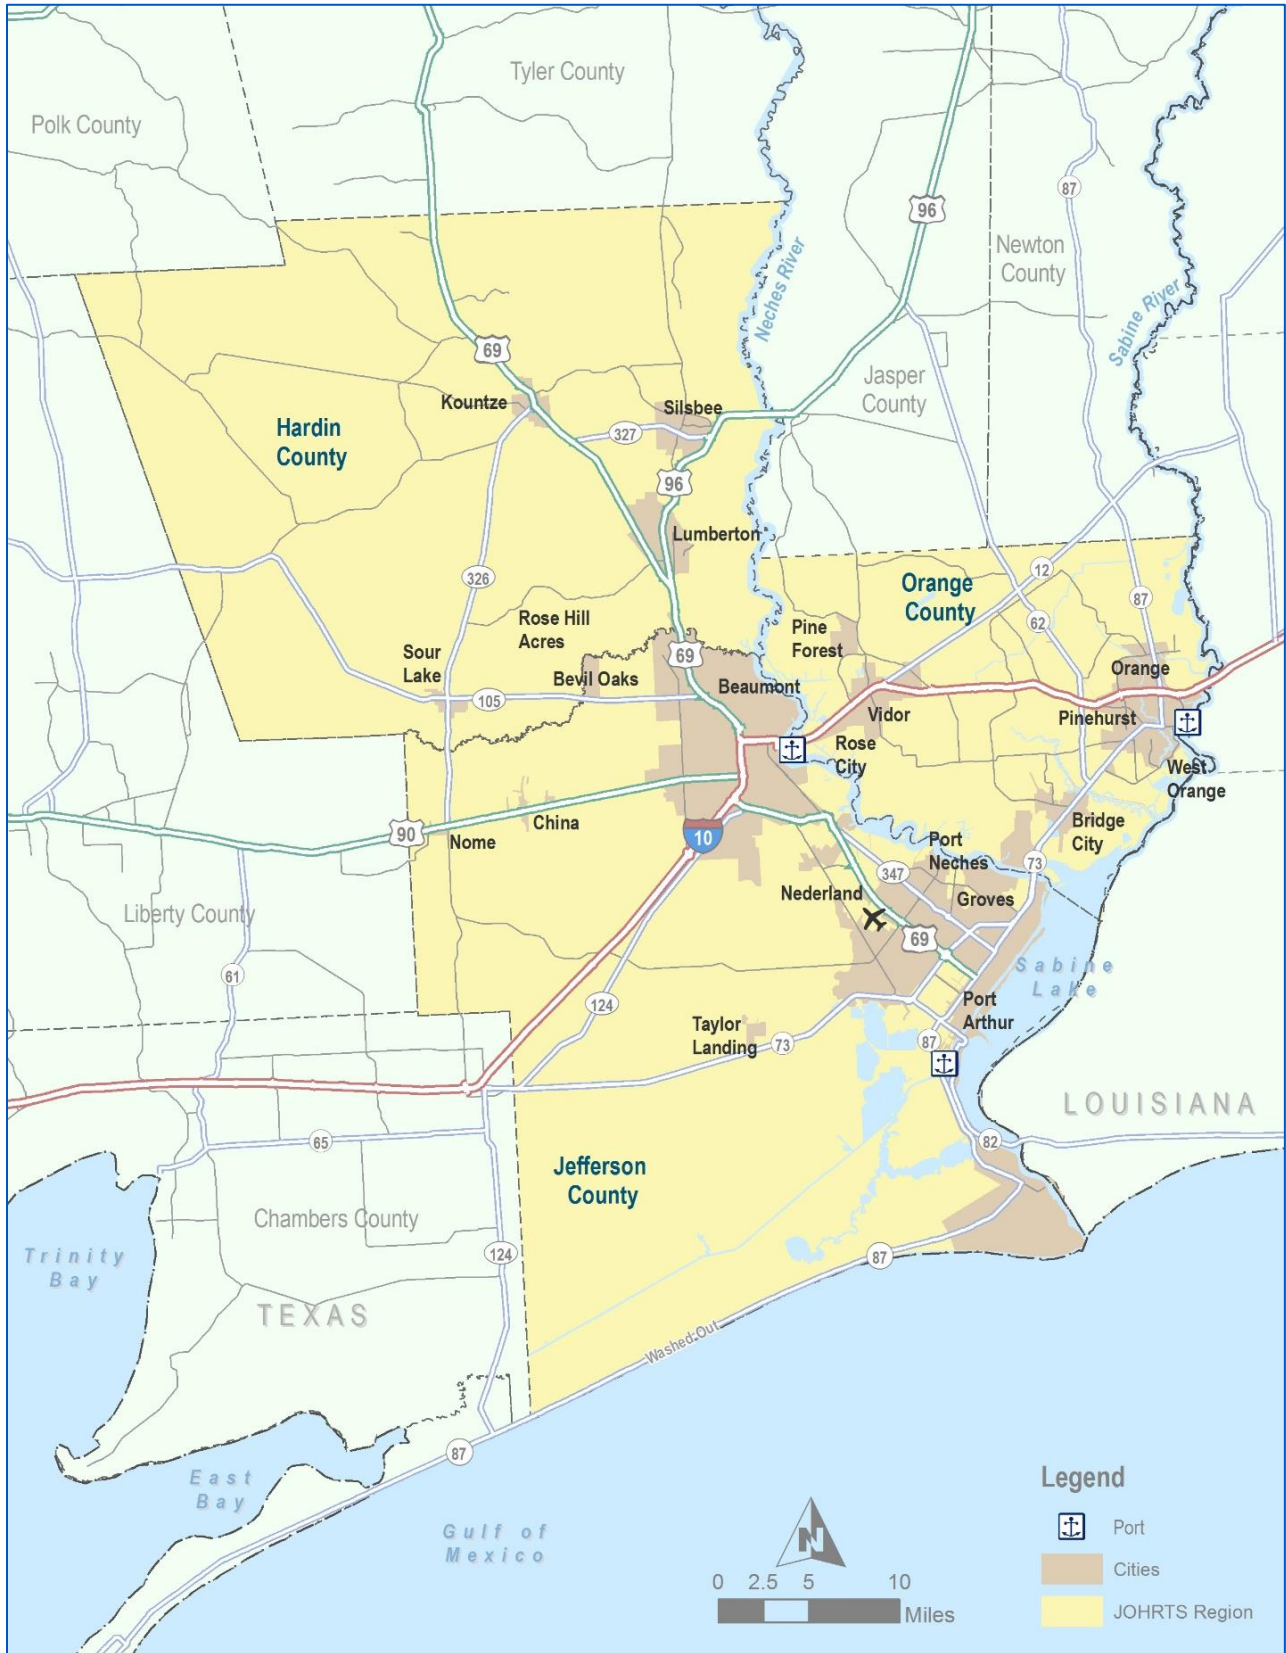 Tyler County
Polk County
87
96
Newton
County
Neches River
Sabine River
69
Jasper
County
Kountze
Silsbee
327
Hardin
County
96
Lumberton
12
326
Orange
County
87
Rose Hill
Acres
62
Pine
Forest
Sour
Lake
69
Orange
Bevil Oaks
Beaumont
105
Vidor
Pinehurst
Rose
City
West
Orange
China
Bridge
City
90
Nome
10
Port
Neches
73
347
Nederland
Groves
Liberty County
69
61
Sabine
Lake
124
Port
Arthur
Taylor
Landing
73
87
LOUISIANA
65
82
Jefferson
County
Chambers County
Trinity
Bay
124
87
TEXAS
Washed Out
87
East
Bay
Gulf of
Mexico
Legend
N
Port
0 2.5 5 10
Miles
Cities
JOHRTS Region